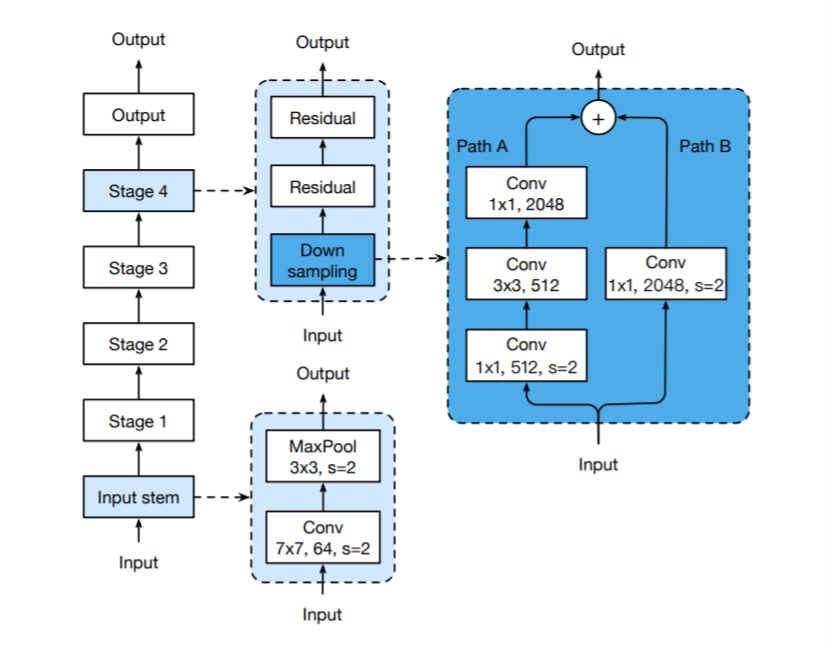 Output
Output
Stage 4
Stage 3
Stage 2
Stage 1
Input stem
Input
Output
Residual
Residual
Down
sampling
Input
Output
MaxPool
3x3, s=2
Conv
7x7, 64, s=2
Input
Output
+
Path A
Path B
Conv
1x1, 2048
Conv
3x3, 512
Conv
1x1, 512, s=2
Conv
1x1, 2048, s=2
Input